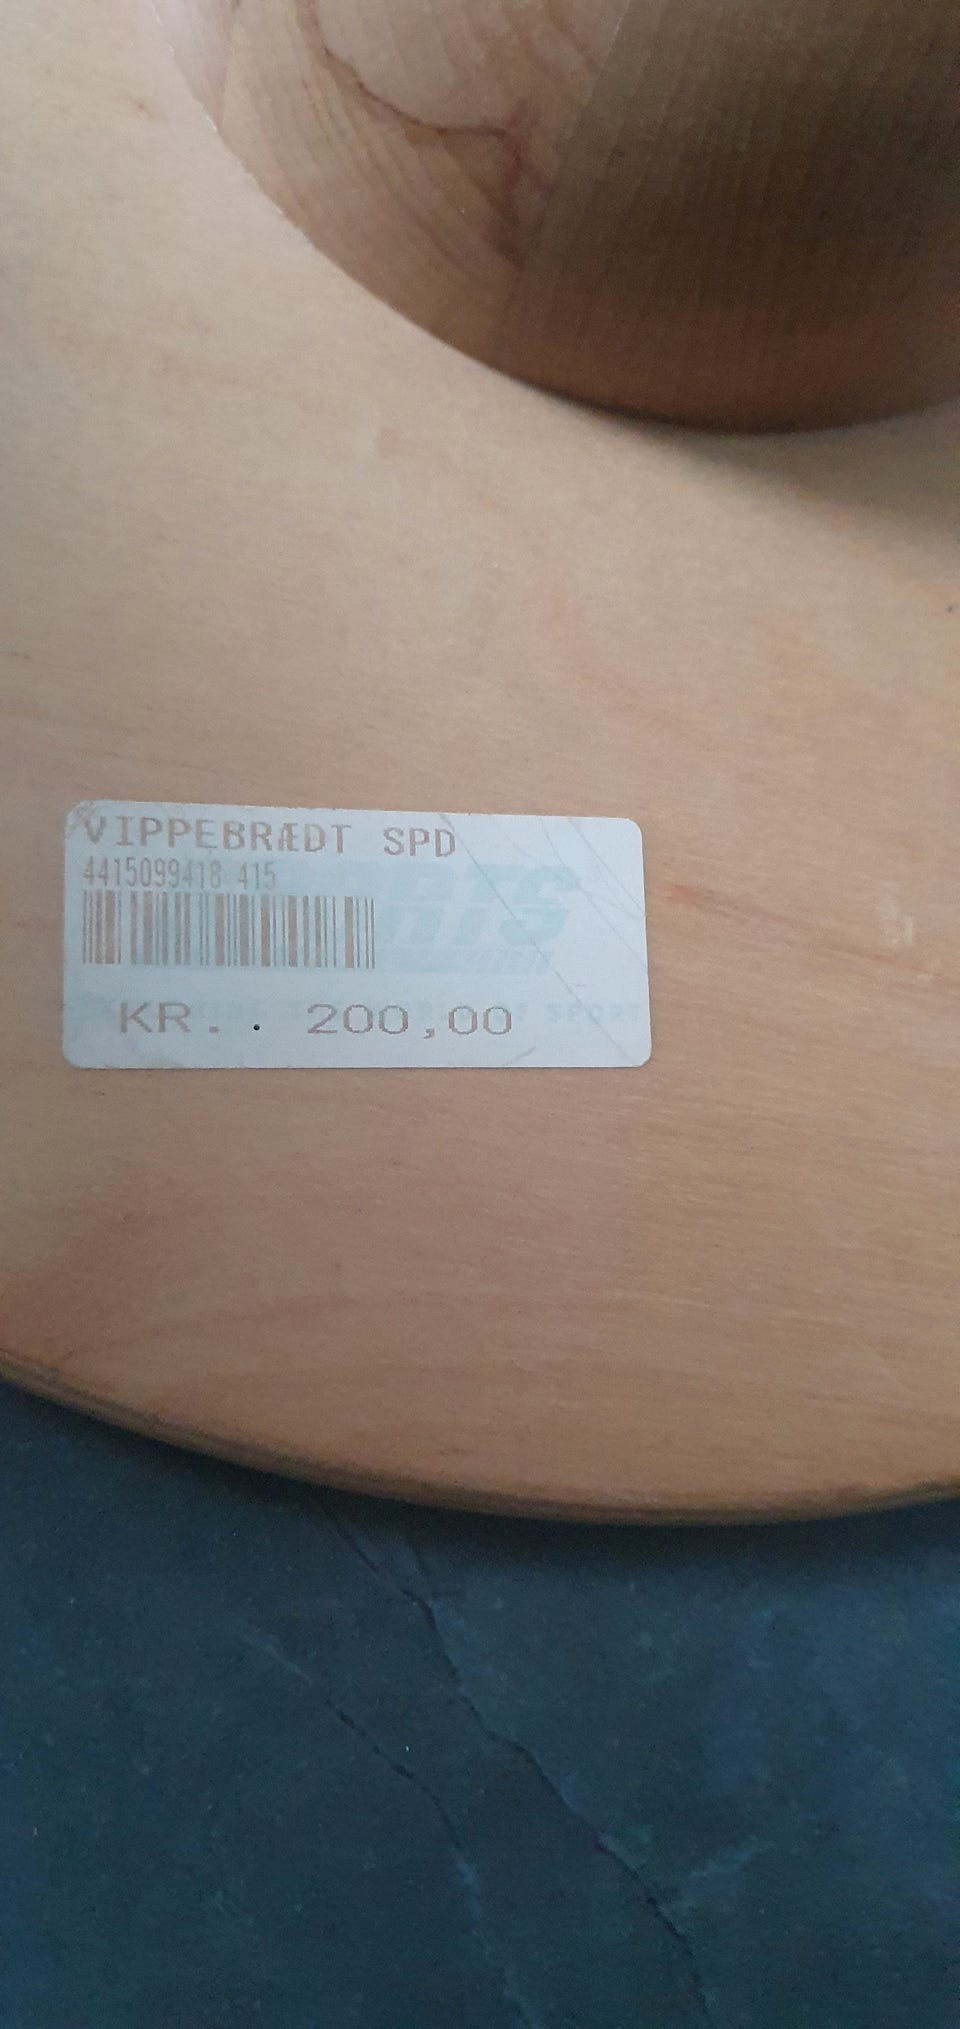 VIPPEBRÆDT SPD
4415099418 415
KR. . 200,00